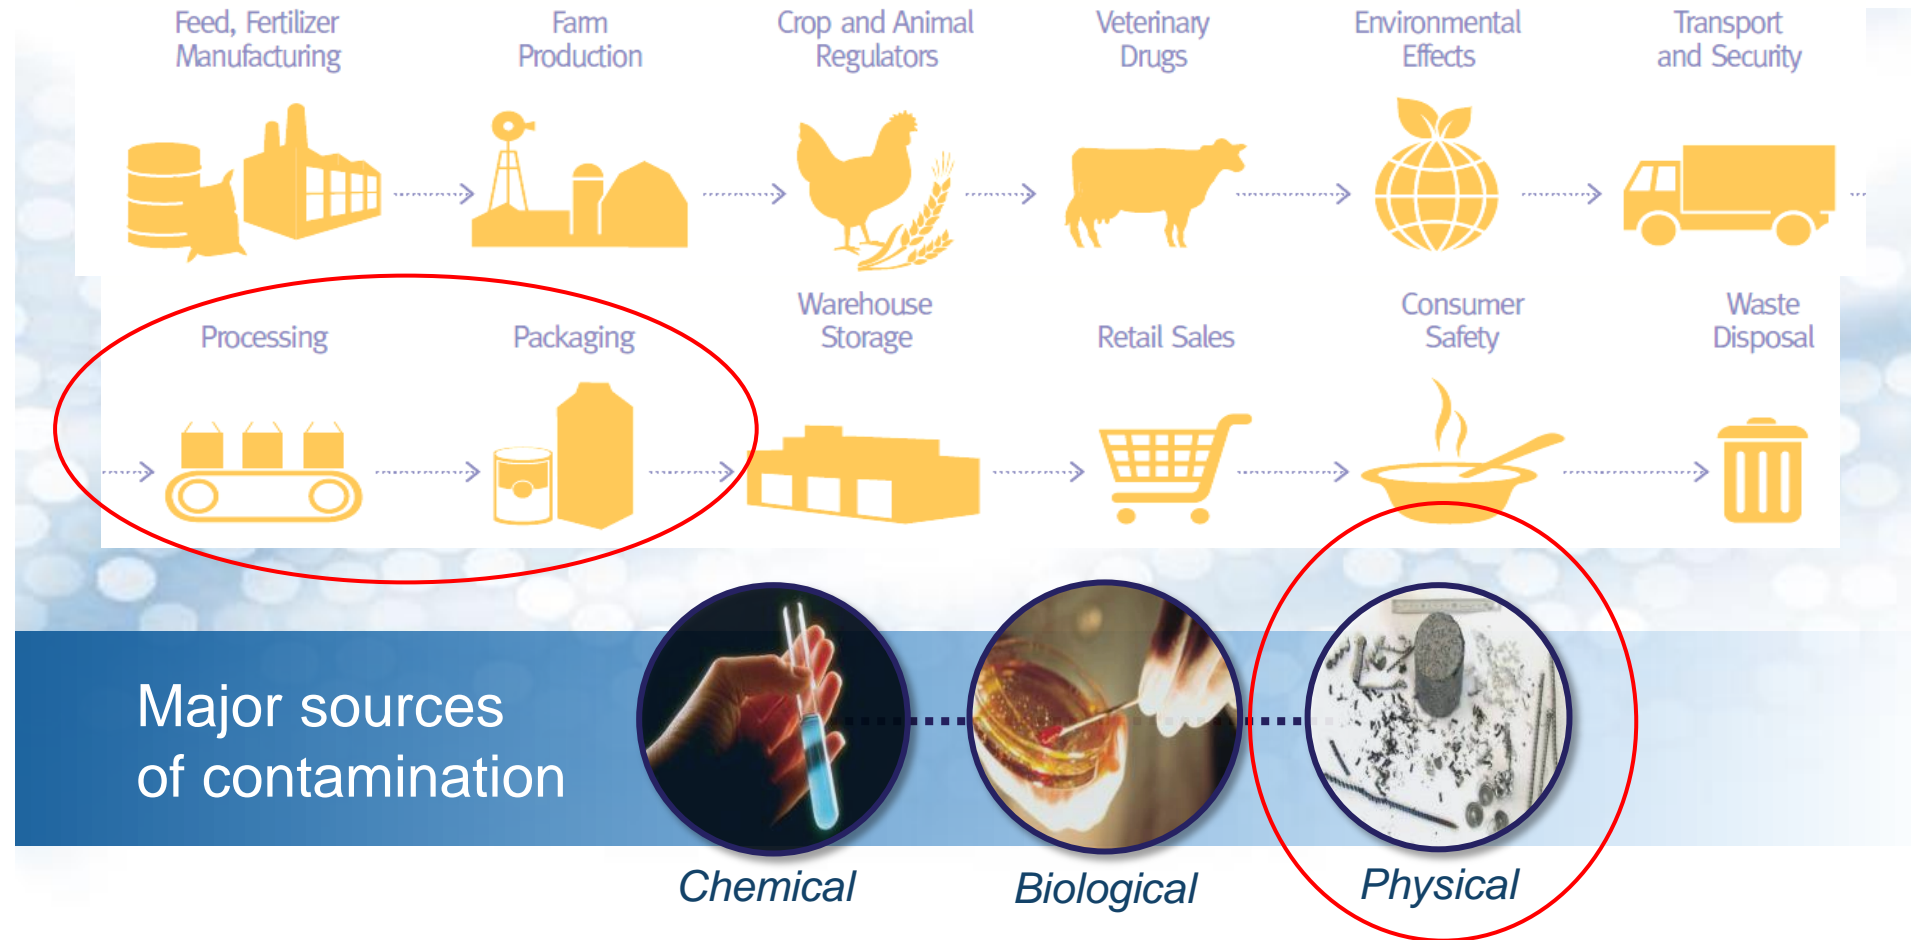 Feed, Fertilizer
Manufacturing
Farm
Production
Crop and Animal
Regulators
Veterinary
Drugs
Environmental
Effects
Transport
and Security
Processing
Packaging
Warehouse
Storage
Retail Sales
Consumer
Safety
Waste
Disposal
Major sources
of contamination
Chemical
Biological
Physical